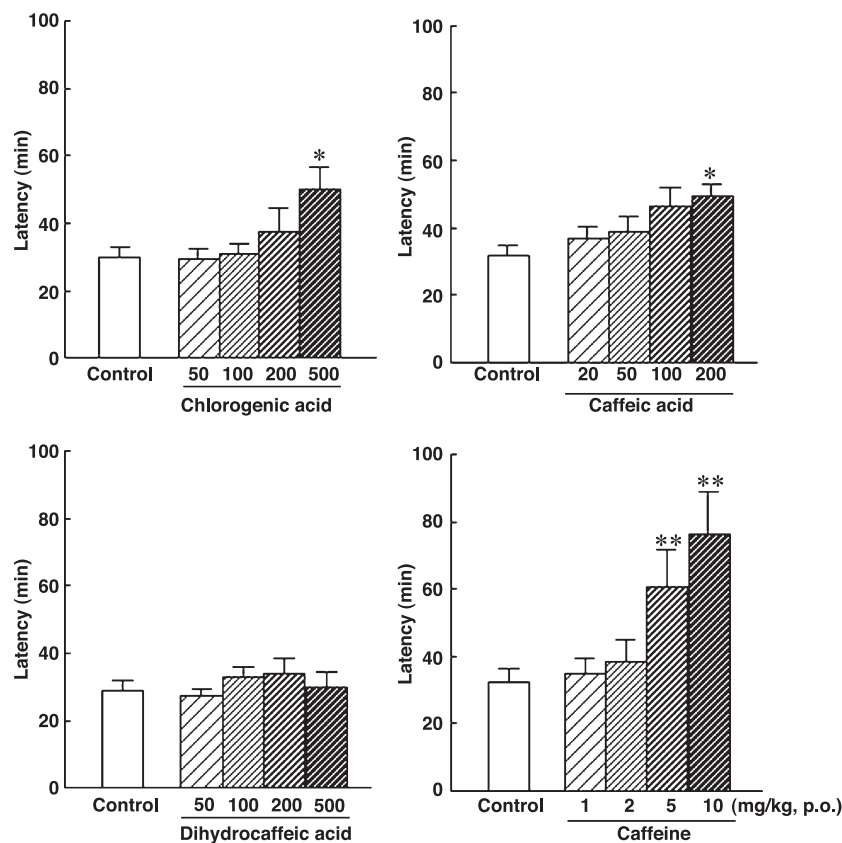 100
80
60
40
20
0
Latency (min)
*
Control 50 100 200 500
Chlorogenic acid
100
80
60
40
20
0
Latency (min)
*
Control 20 50 100 200
Caffeic acid
100
80
60
40
20
0
Latency (min)
Control 50 100 200 500
Dihydrocaffeic acid
100
80
60
40
20
0
Latency (min)
**
**
Control 1 2 5 10 (mg/kg, p.o.)
Caffeine